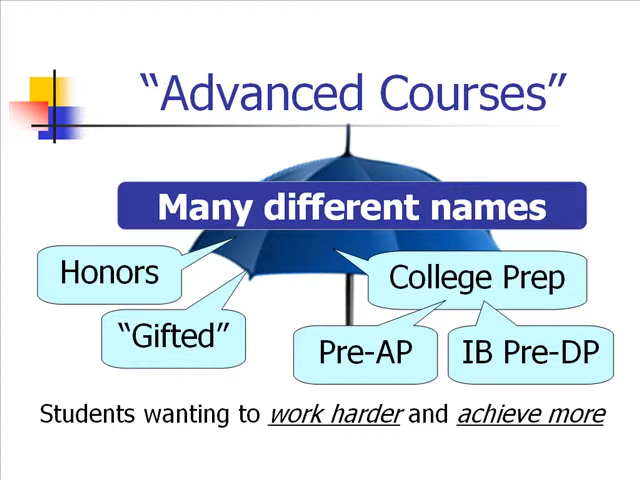 “Advanced Courses”
Many different names
Honors
College Prep
“Gifted”
Pre-AP
IB Pre-DP
Students wanting to work harder and achieve more